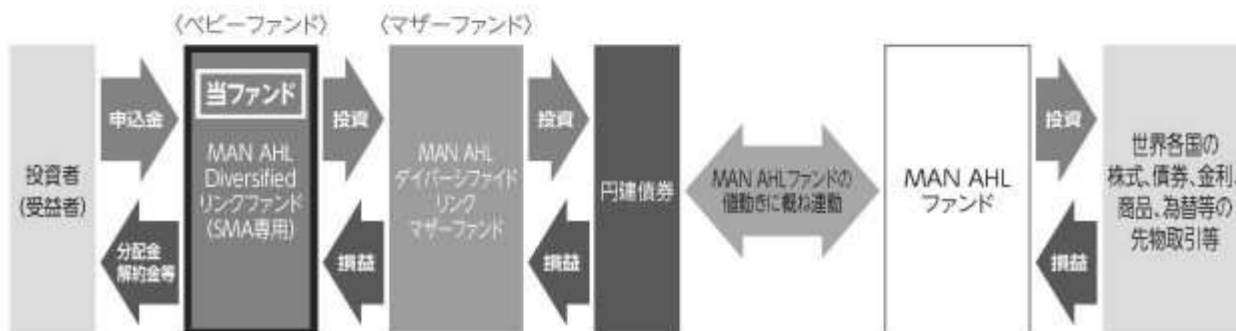 〈ベビーファンド〉
〈マザーファンド〉
投資者
(受益者)
申込金
分配金
解約金等
当ファンド
MAN AHL
Diversified
リンクファンド
(SMA専用)
投資
損益
MAN AHL
ダイバーシファイド
リンク
マザーファンド
投資
損益
円建債券
MAN AHLファンドの
値動きに概ね連動
MAN AHL
ファンド
投資
損益
世界各国の
株式、債券、金利、
商品、為替等の
先物取引等